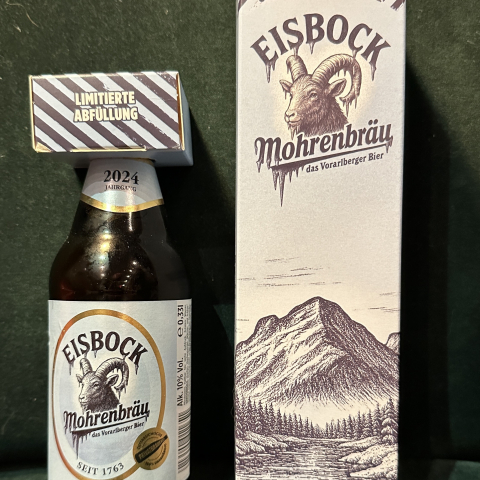 LIMITIERTE
ABFÜLLUNG
2024
JAHRGANG
EISBOCK
Mohrenbräu
das Vorarlberger Bier
SEIT 1763
Alk. 10% Vol.
e 0,33l
EISBOCK
Mohrenbräu
das Vorarlberger Bier